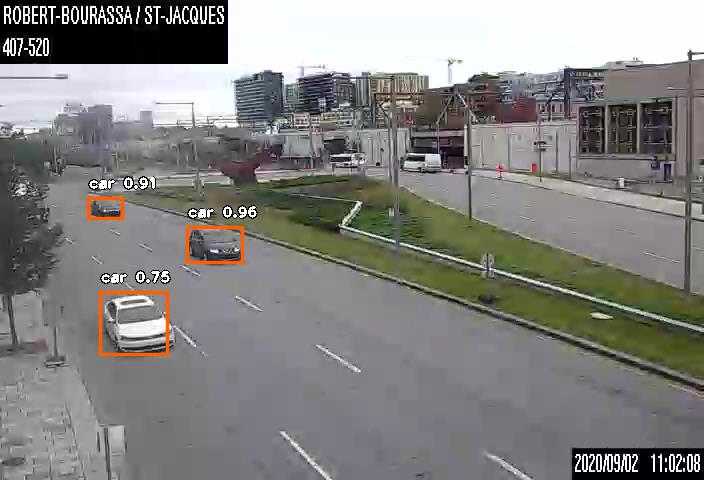 ROBERT-BOURASSA / ST-JACQUES
407-520
car 0.91
car 0.96
car 0.75
2020/09/02 11:02:08